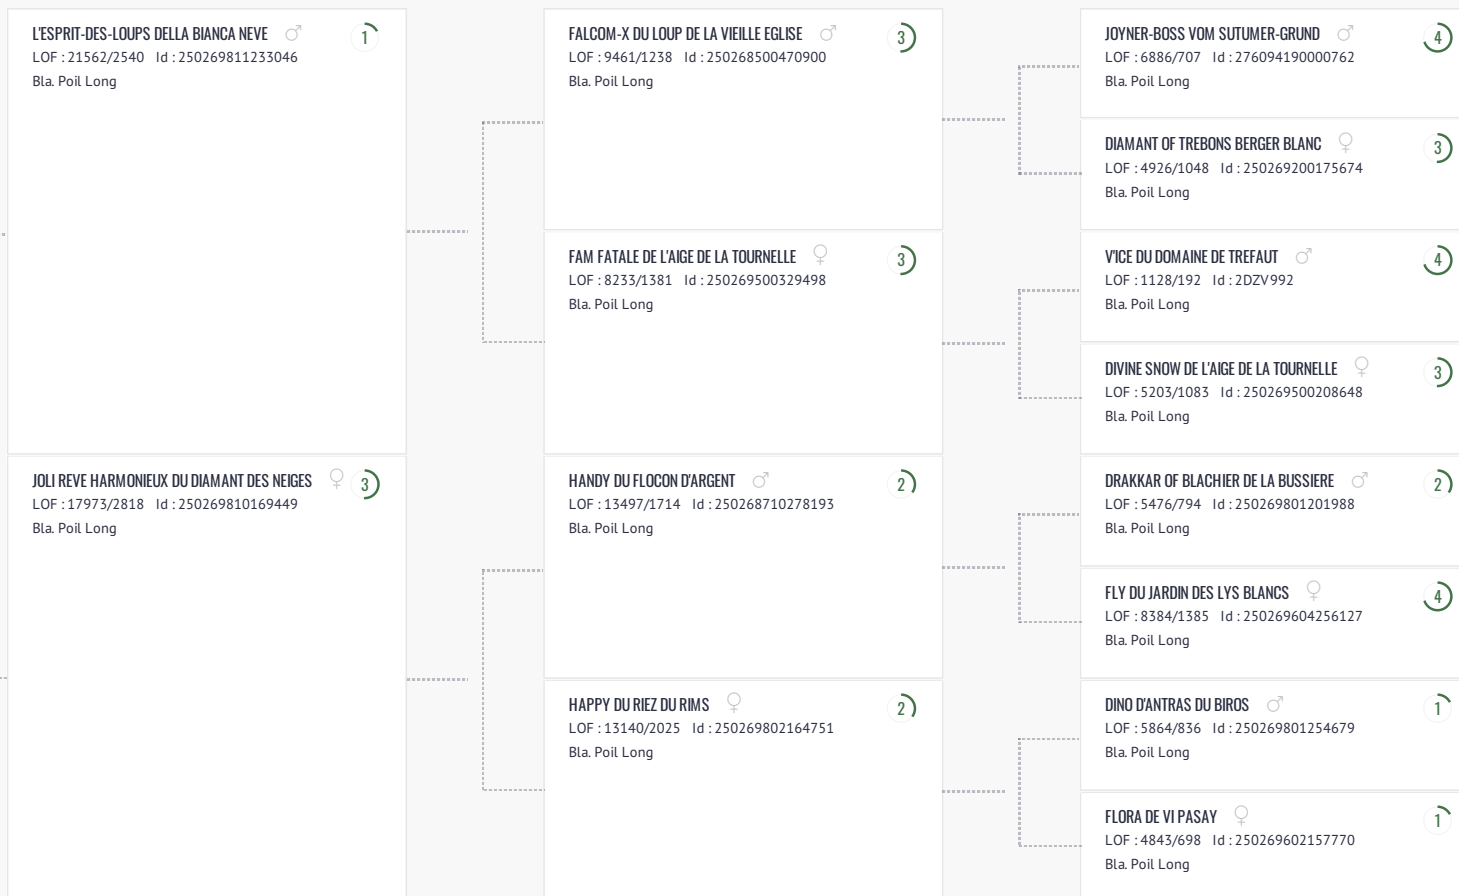 L'ESPRIT-DES-LOUPS DELLA BIANCA NEVE 1
LOF : 21562/2540 Id : 250269811233046
Bla. Poil Long
JOLI REVE HARMONIEUX DU DIAMANT DES NEIGES 3
LOF : 17973/2818 Id : 250269810169449
Bla. Poil Long
FALCOM-X DU LOUP DE LA VIEILLE EGLISE 3
LOF : 9461/1238 Id : 250268500470900
Bla. Poil Long
FAM FATALE DE L'AIGE DE LA TOURNELLE 3
LOF : 8233/1381 Id : 250269500329498
Bla. Poil Long
HANDY DU FLOCON D'ARGENT 2
LOF : 13497/1714 Id : 250268710278193
Bla. Poil Long
HAPPY DU RIEZ DU RIMS 2
LOF : 13140/2025 Id : 250269802164751
Bla. Poil Long
JOYNER-BOSS VOM SUTUMER-GRUND 4
LOF : 6886/707 Id : 276094190000762
Bla. Poil Long
DIAMANT OF TREBONS BERGER BLANC 3
LOF : 4926/1048 Id : 250269200175674
Bla. Poil Long
V'ICE DU DOMAINE DE TREFAUT 4
LOF : 1128/192 Id : 2DZV992
Bla. Poil Long
DIVINE SNOW DE L'AIGE DE LA TOURNELLE 3
LOF : 5203/1083 Id : 250269500208648
Bla. Poil Long
DRAKKAR OF BLACHIER DE LA BUSSIERE 2
LOF : 5476/794 Id : 250269801201988
Bla. Poil Long
FLY DU JARDIN DES LYS BLANCS 4
LOF : 8384/1385 Id : 250269604256127
Bla. Poil Long
DINO D'ANTRAS DU BIROS 1
LOF : 5864/836 Id : 250269801254679
Bla. Poil Long
FLORA DE VI PASAY 1
LOF : 4843/698 Id : 250269602157770
Bla. Poil Long